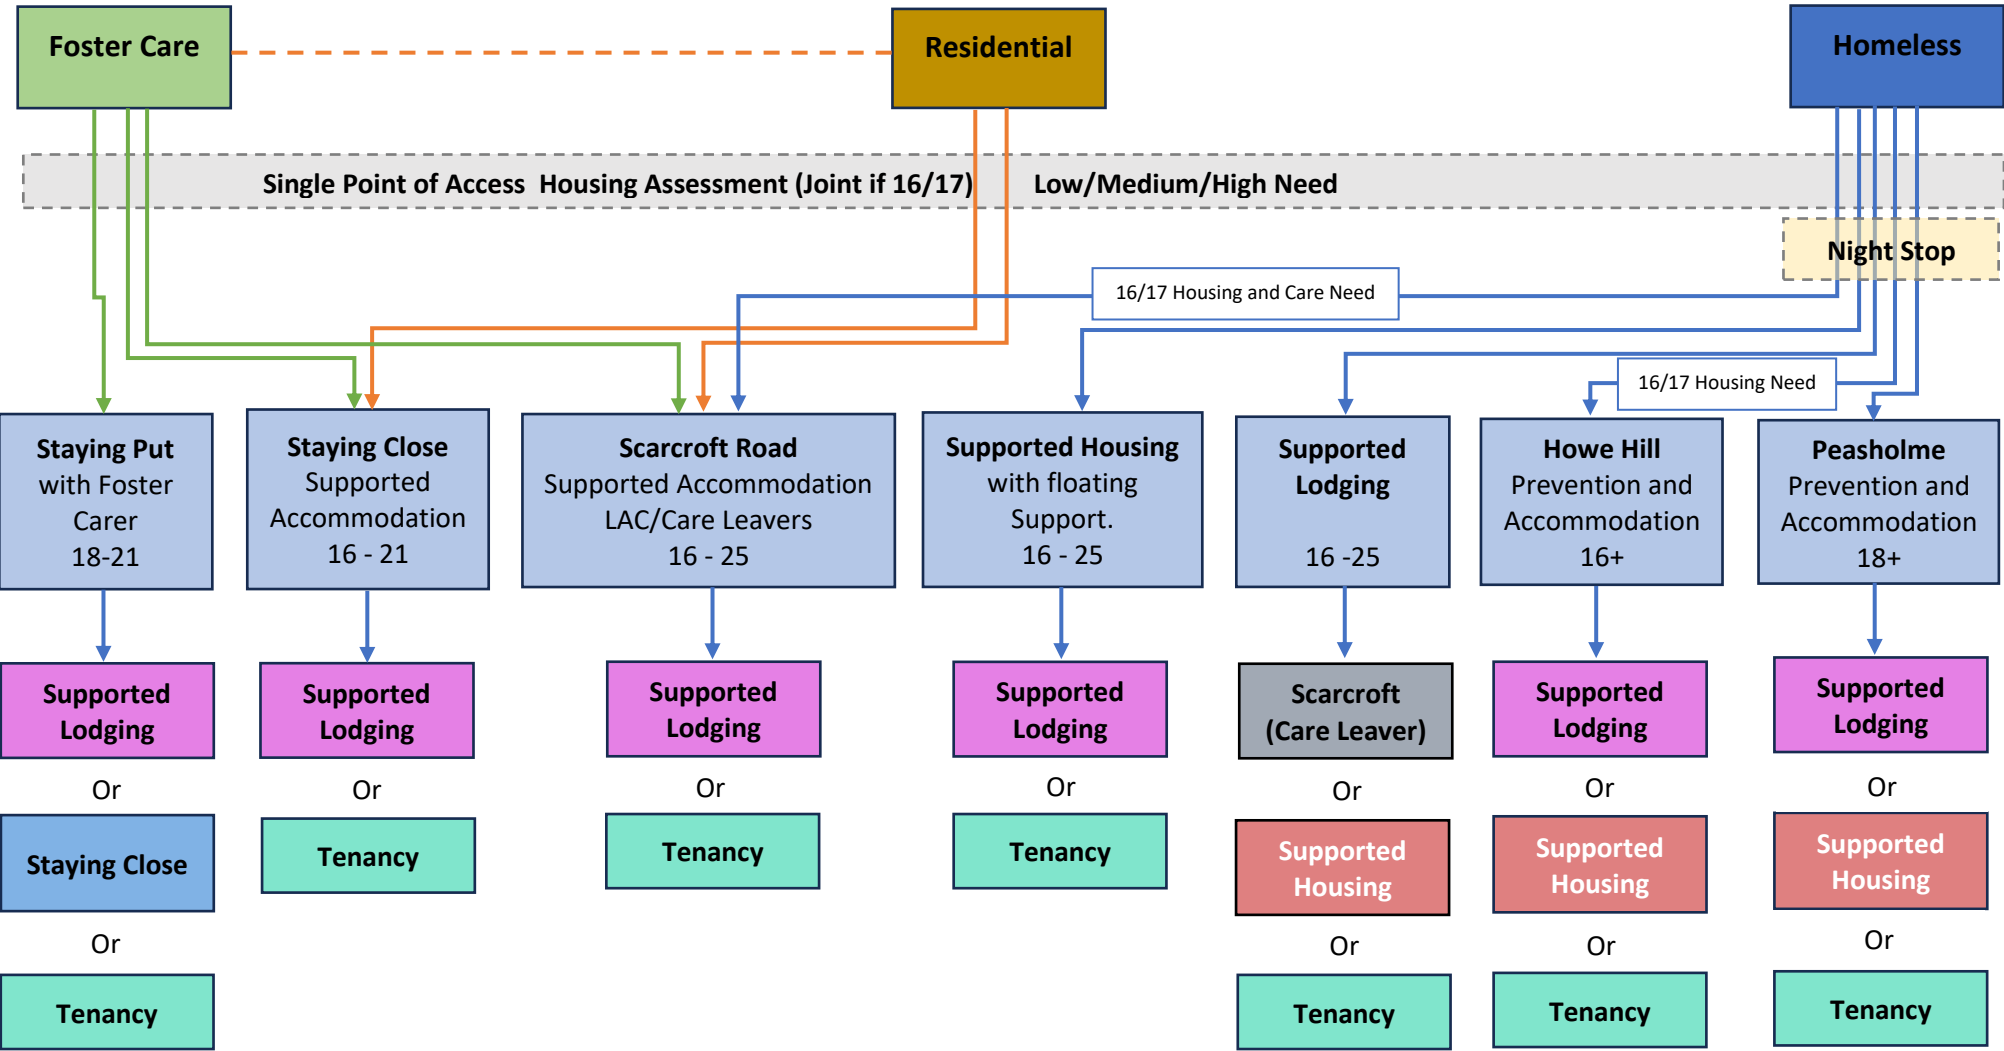 Foster Care
Residential
Homeless
Single Point of Access  Housing Assessment (Joint if 16/17)
Low/Medium/High Need
Night Stop
16/17 Housing and Care Need
16/17 Housing Need
Staying Put
with Foster
Carer
18-21
Staying Close
Supported
Accommodation
16 - 21
Scarcroft Road
Supported Accommodation
LAC/Care Leavers
16 - 25
Supported Housing
with floating
Support.
16 - 25
Supported
Lodging
16 -25
Howe Hill
Prevention and
Accommodation
16+
Peasholme
Prevention and
Accommodation
18+
Supported
Lodging
Or
Staying Close
Or
Tenancy
Supported
Lodging
Or
Tenancy
Supported
Lodging
Or
Tenancy
Supported
Lodging
Or
Tenancy
Scarcroft
(Care Leaver)
Or
Supported
Housing
Or
Tenancy
Supported
Lodging
Or
Supported
Housing
Or
Tenancy
Supported
Lodging
Or
Supported
Housing
Or
Tenancy